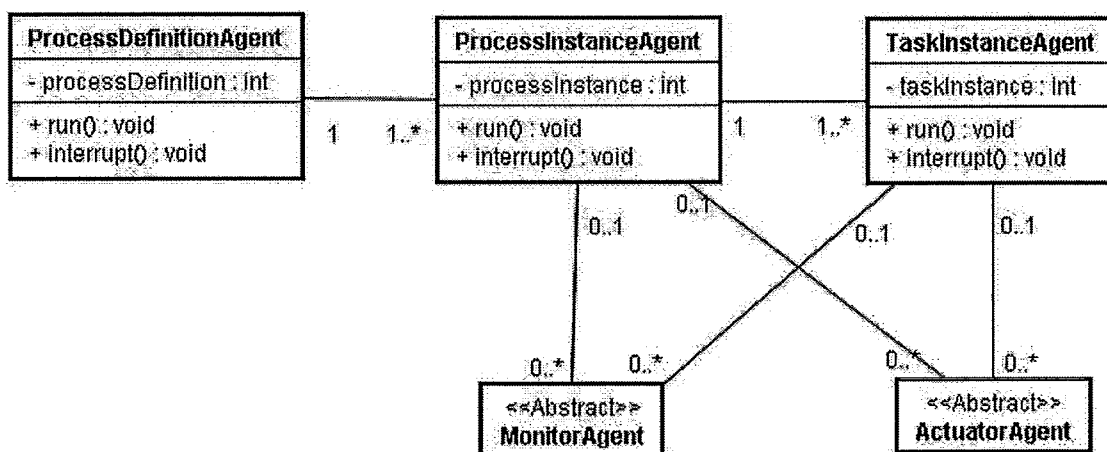 ProcessDefinitionAgent
- processDefinition : int
+ run() : void
+ interrupt() : void
1
1..*
ProcessInstanceAgent
- processInstance : int
+ run() : void
+ interrupt() : void
1
1..*
TaskInstanceAgent
- taskInstance : int
+ run() : void
+ interrupt() : void
0..1
0..1
0..1
0..1
0..*
0..*
0..*
0..*
<<Abstract>>
MonitorAgent
<<Abstract>>
ActuatorAgent